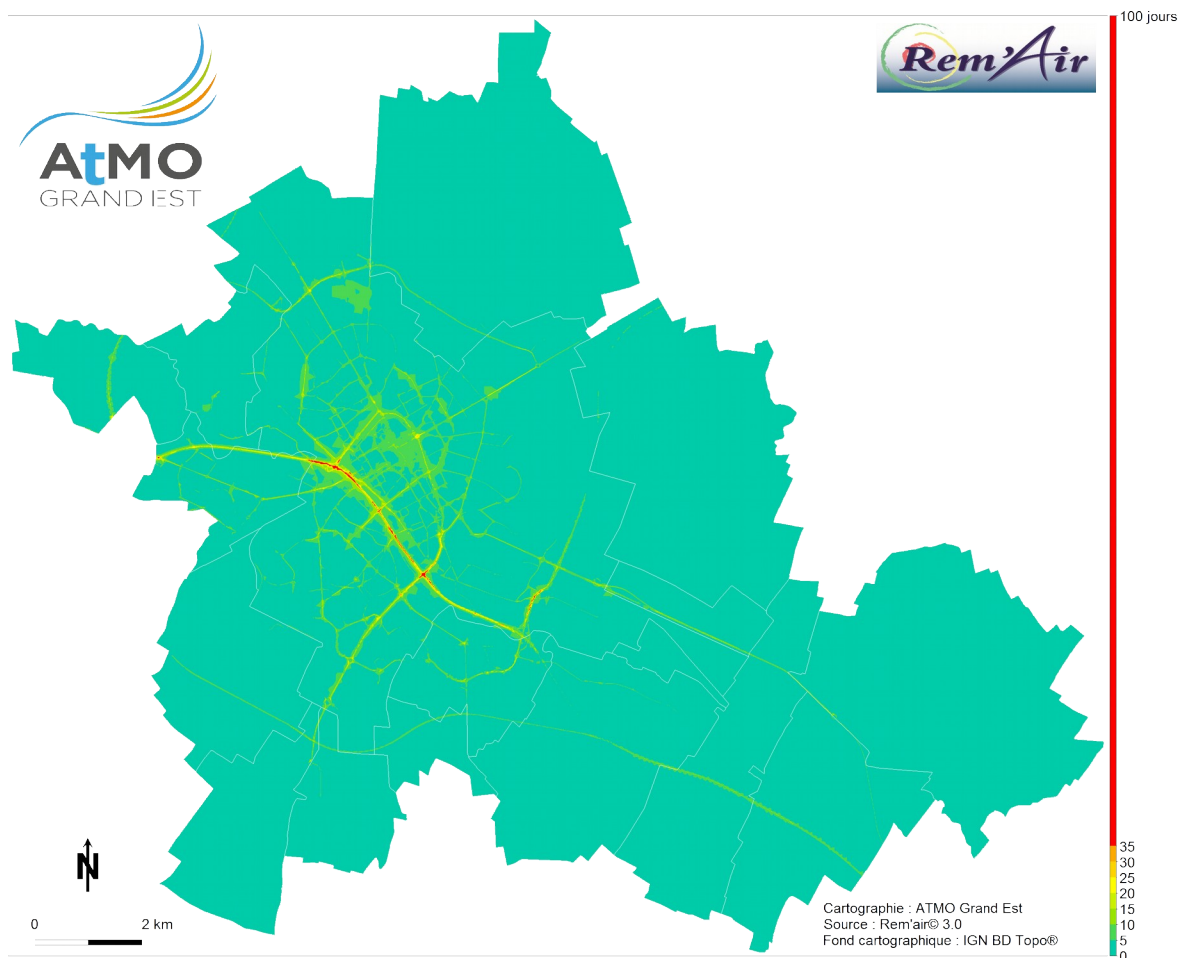 100 jours
Rem'Air
AtMO
GRAND EST
35
30
25
20
15
10
5
0
N
0 2 km
Cartographie : ATMO Grand Est
Source : Rem'air© 3.0
Fond cartographique : IGN BD Topo®